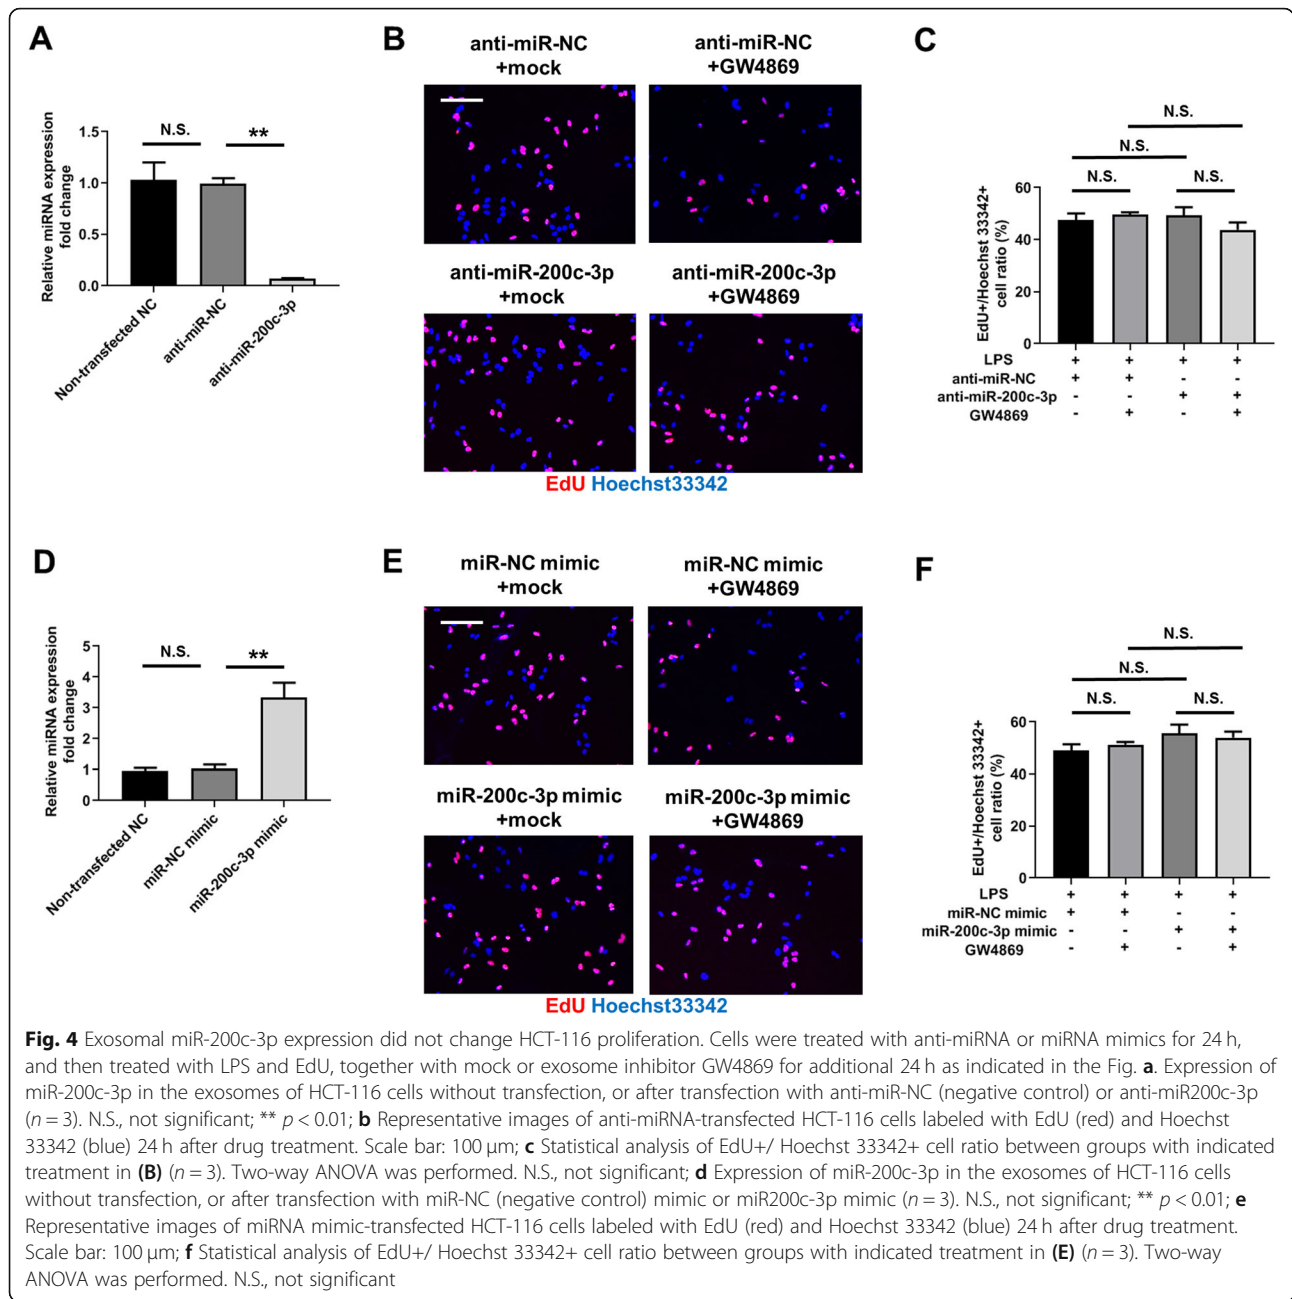 A
Relative miRNA expression
fold change
1.5
1.0
0.5
0.0
N.S.
**
Non-transfected NC
anti-miR-NC
anti-miR-200c-3p
B
anti-miR-NC
+mock
anti-miR-NC
+GW4869
anti-miR-200c-3p
+mock
anti-miR-200c-3p
+GW4869
EdU Hoechst33342
C
EdU+/Hoechst 33342+
cell ratio (%)
60
40
20
0
N.S.
N.S.
N.S.
N.S.
LPS + + + +
anti-miR-NC + + - -
anti-miR-200c-3p - - + +
GW4869 - + - +
D
Relative miRNA expression
fold change
5
4
3
2
1
0
N.S.
**
Non-transfected NC
miR-NC mimic
miR-200c-3p mimic
E
miR-NC mimic
+mock
miR-NC mimic
+GW4869
miR-200c-3p mimic
+mock
miR-200c-3p mimic
+GW4869
EdU Hoechst33342
F
EdU+/Hoechst 33342+
cell ratio (%)
60
40
20
0
N.S.
N.S.
N.S.
N.S.
LPS + + + +
miR-NC mimic + + - -
miR-200c-3p mimic - - + +
GW4869 - + - +
Fig. 4 Exosomal miR-200c-3p expression did not change HCT-116 proliferation. Cells were treated with anti-miRNA or miRNA mimics for 24 h,
and then treated with LPS and EdU, together with mock or exosome inhibitor GW4869 for additional 24 h as indicated in the Fig. a. Expression of
miR-200c-3p in the exosomes of HCT-116 cells without transfection, or after transfection with anti-miR-NC (negative control) or anti-miR200c-3p
(n = 3). N.S., not significant; ** p < 0.01; b Representative images of anti-miRNA-transfected HCT-116 cells labeled with EdU (red) and Hoechst
33342 (blue) 24 h after drug treatment. Scale bar: 100 μm; c Statistical analysis of EdU+/ Hoechst 33342+ cell ratio between groups with indicated
treatment in (B) (n = 3). Two-way ANOVA was performed. N.S., not significant; d Expression of miR-200c-3p in the exosomes of HCT-116 cells
without transfection, or after transfection with miR-NC (negative control) mimic or miR200c-3p mimic (n = 3). N.S., not significant; ** p < 0.01; e
Representative images of miRNA mimic-transfected HCT-116 cells labeled with EdU (red) and Hoechst 33342 (blue) 24 h after drug treatment.
Scale bar: 100 μm; f Statistical analysis of EdU+/ Hoechst 33342+ cell ratio between groups with indicated treatment in (E) (n = 3). Two-way
ANOVA was performed. N.S., not significant